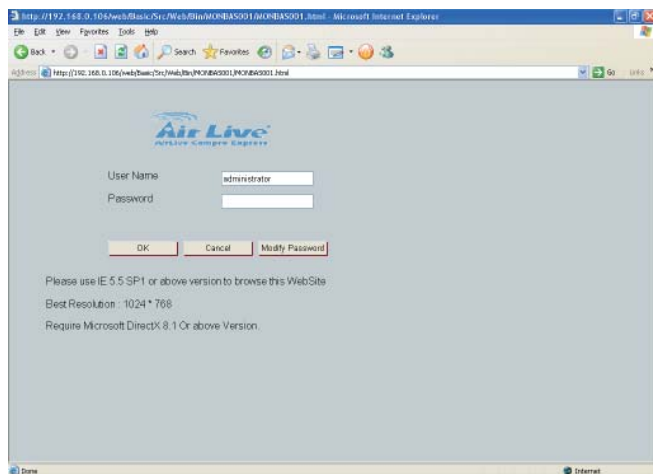 http://192.168.0.106/web/Basic/Src/Web/Bin/MONBAS001/MONBAS001.html - Microsoft Internet Explorer
File Edit View Favorites Tools Help
Back Search Favorites
Address http://192.168.0.106/web/Basic/Src/Web/Bin/MONBAS001/MONBAS001.html Go Links
Air Live
AirLive Campro Express
User Name administrator
Password
OK Cancel Modify Password
Please use IE 5.5 SP1 or above version to browse this WebSite
Best Resolution : 1024 * 768
Require Microsoft DirectX 8.1 Or above Version.
Done Internet